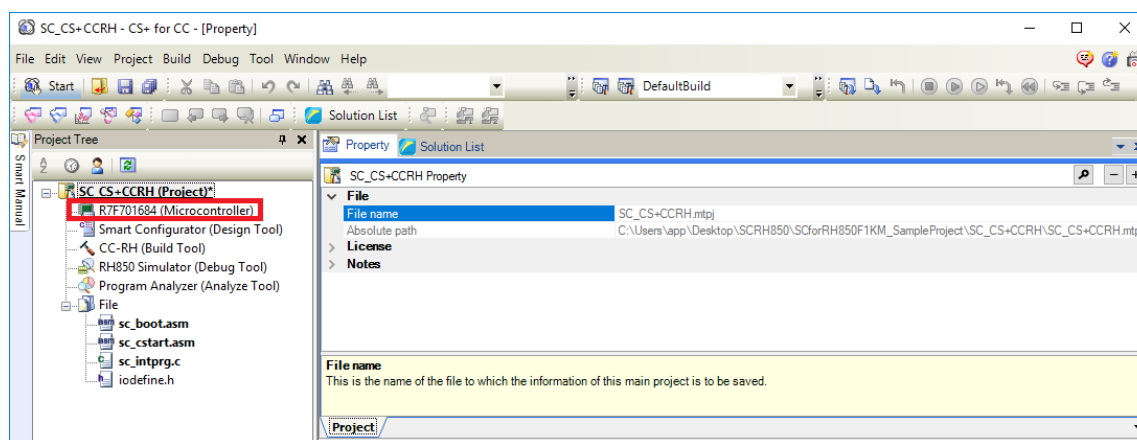 SC_CS+CCRH - CS+ for CC - [Property]
File Edit View Project Build Debug Tool Window Help
Start
DefaultBuild
Solution List
Smart Manual
Project Tree
SC_CS+CCRH (Project)*
R7F701684 (Microcontroller)
Smart Configurator (Design Tool)
CC-RH (Build Tool)
RH850 Simulator (Debug Tool)
Program Analyzer (Analyze Tool)
File
sc_boot.asm
sc_cstart.asm
sc_intprg.c
iodefine.h
Property Solution List
SC_CS+CCRH Property
File
File name SC_CS+CCRH.mtpj
Absolute path C:\Users\app\Desktop\SCRH850\SCforRH850F1KM_SampleProject\SC_CS+CCRH\SC_CS+CCRH.mtp
License
Notes
File name
This is the name of the file to which the information of this main project is to be saved.
Project